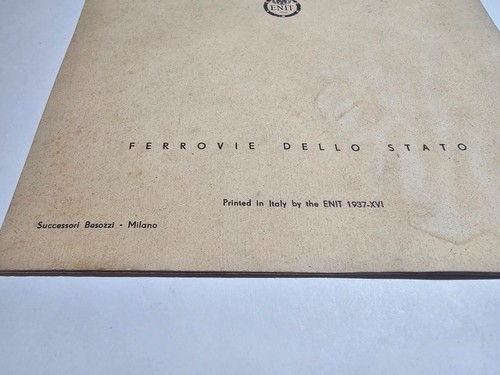 ENIT
FERROVIE DELLO STATO
Printed in Italy by the ENIT 1937-XVI
Successori Besozzi - Milano